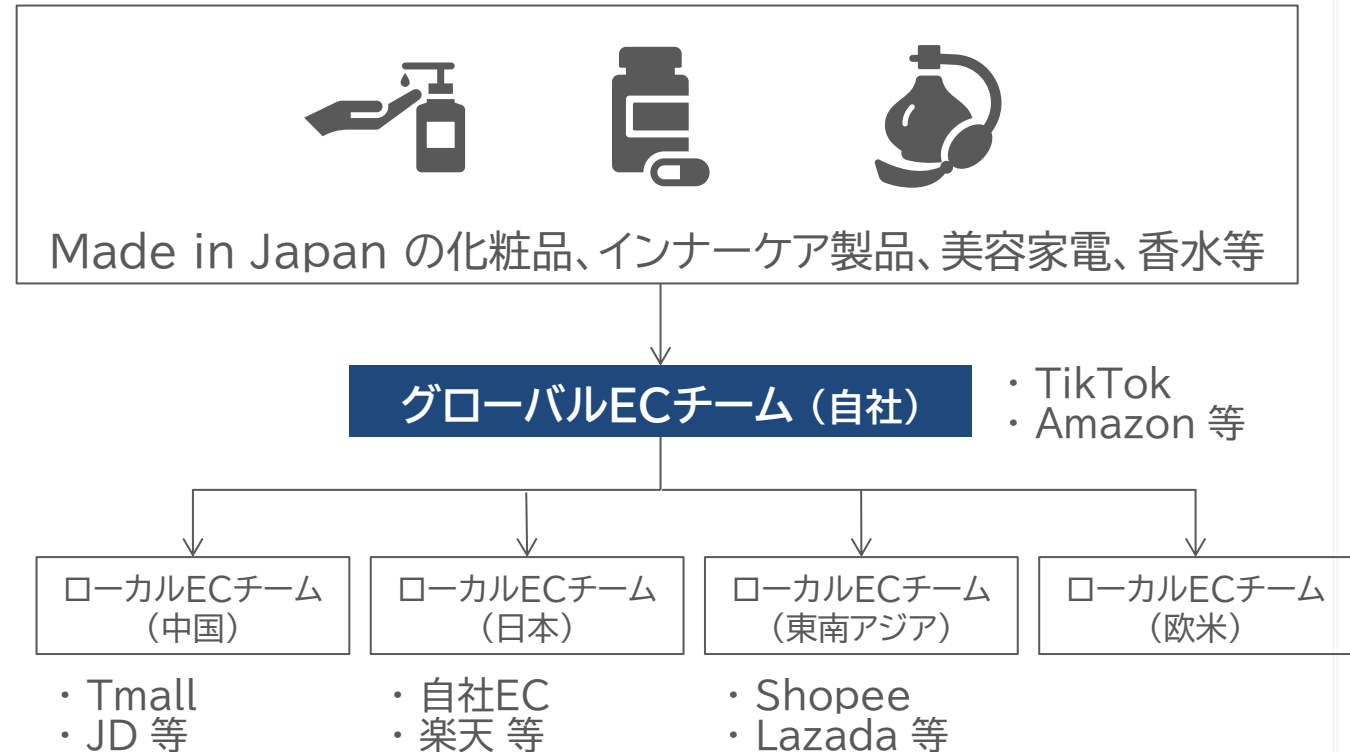 Made in Japan の化粧品、インナーケア製品、美容家電、香水等
グローバルECチーム（自社）
・TikTok
・Amazon 等
ローカルECチーム
（中国）
・Tmall
・JD 等
ローカルECチーム
（日本）
・自社EC
・楽天 等
ローカルECチーム
（東南アジア）
・Shopee
・Lazada 等
ローカルECチーム
（欧米）